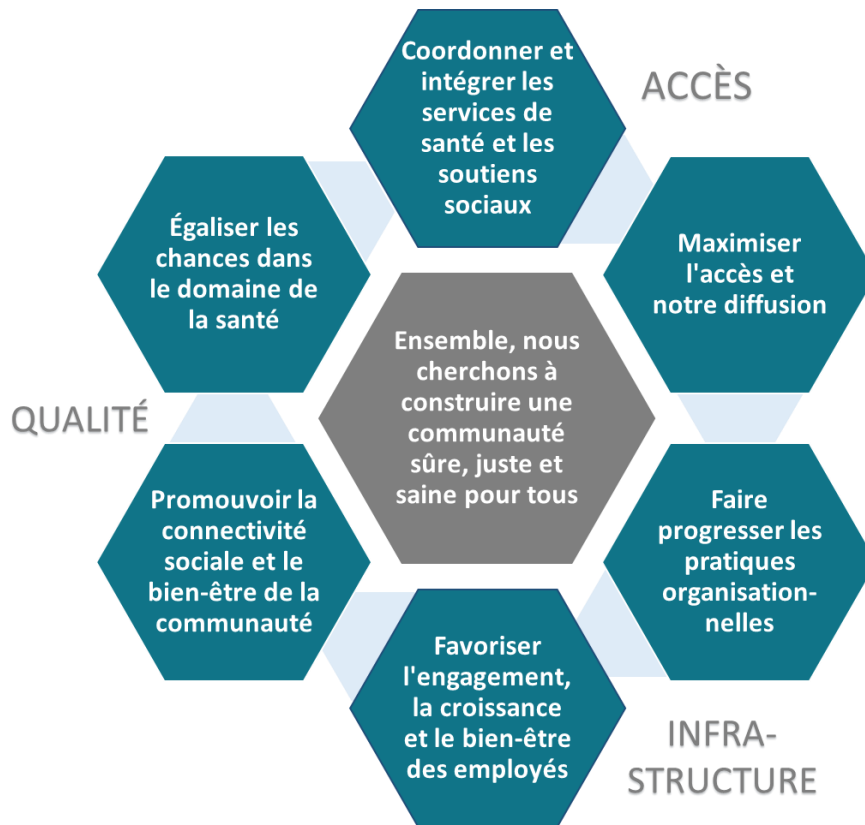 Coordonner et
intégrer les
services de
santé et les
soutiens
sociaux
ACCÈS
Maximiser
l'accès et
notre diffusion
Égaliser les
chances dans
le domaine de
la santé
Ensemble, nous
cherchons à
construire une
communauté
sûre, juste et
saine pour tous
QUALITÉ
Promouvoir la
connectivité
sociale et le
bien-être de la
communauté
Faire
progresser les
pratiques
organisation-
nelles
Favoriser
l'engagement,
la croissance
et le bien-être
des employés
INFRA-
STRUCTURE